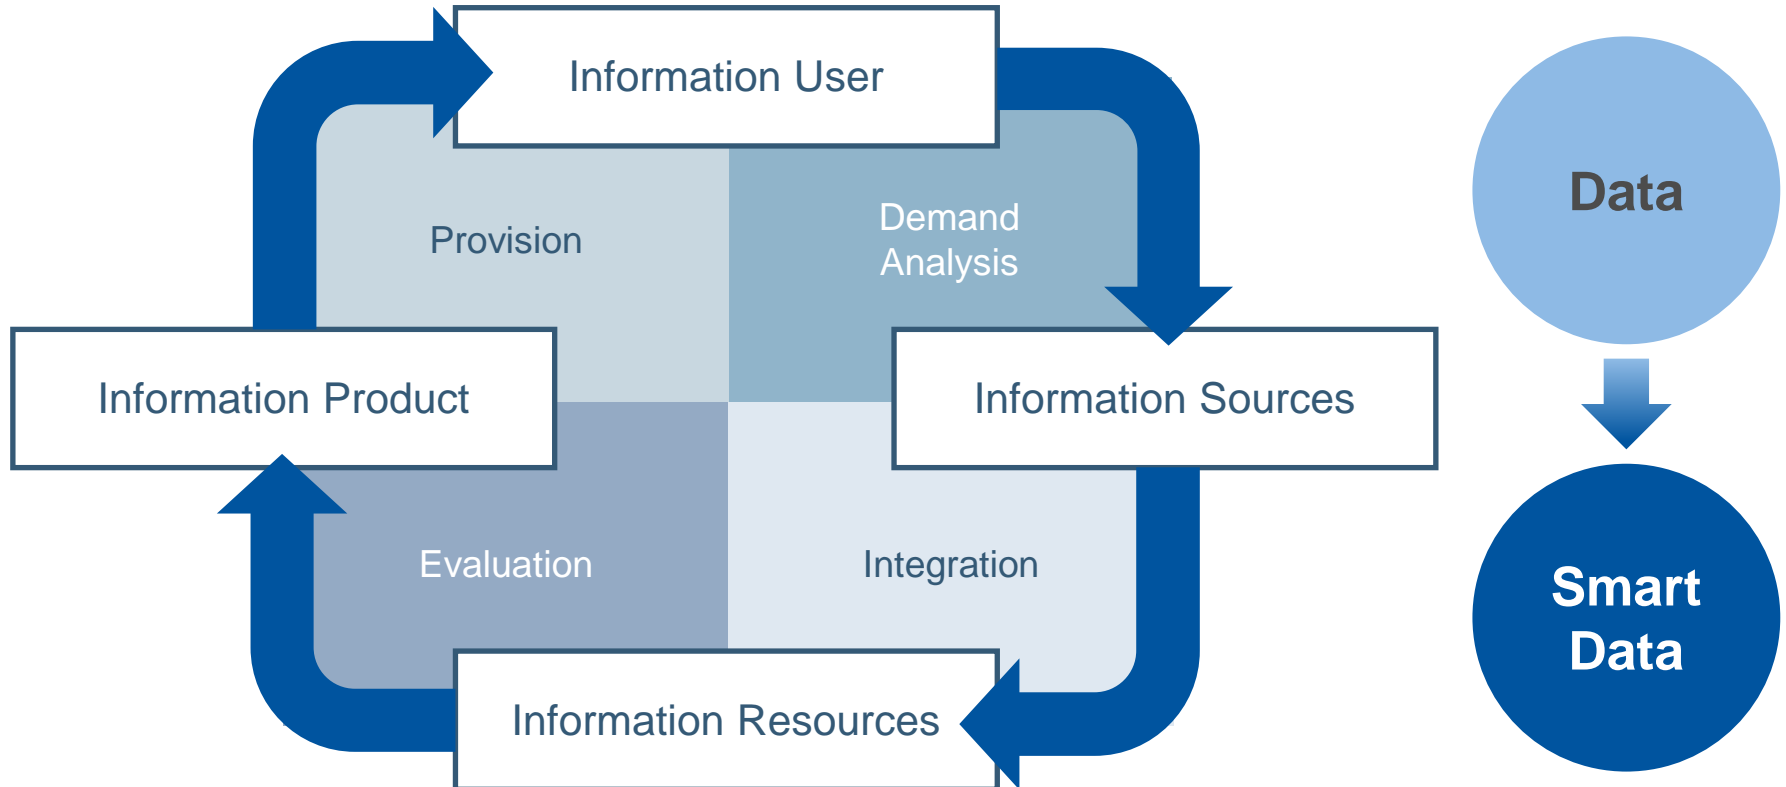 Information User
Provision
Demand
Analysis
Information Product
Information Sources
Evaluation
Integration
Information Resources
Data
Smart
Data